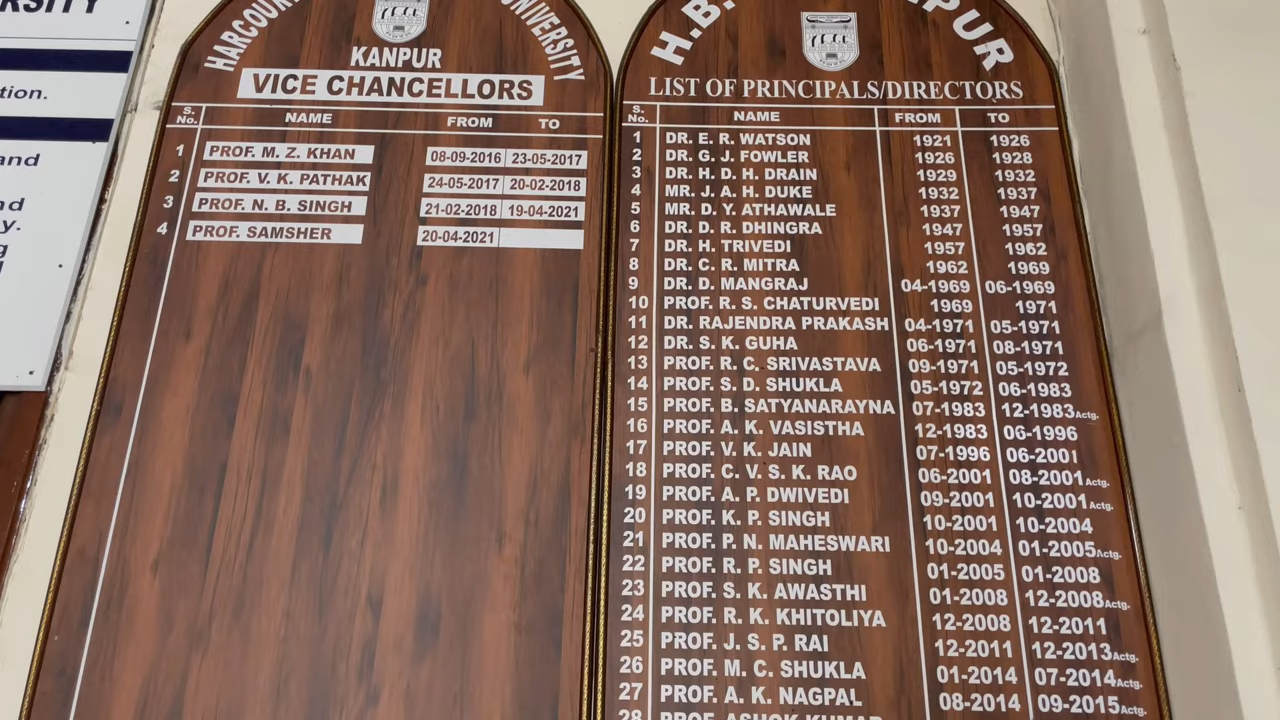 RSITY
tion.
and
nd
y.
HARCOURT UNIVERSITY
KANPUR
VICE CHANCELLORS
S. No. NAME FROM TO
1 PROF. M. Z. KHAN 08-09-2016 23-05-2017
2 PROF. V. K. PATHAK 24-05-2017 20-02-2018
3 PROF. N. B. SINGH 21-02-2018 19-04-2021
4 PROF. SAMSHER 20-04-2021
H.B. PUR
LIST OF PRINCIPALS/DIRECTORS
S. No. NAME FROM TO
1 DR. E. R. WATSON 1921 1926
2 DR. G. J. FOWLER 1926 1928
3 DR. H. D. H. DRAIN 1929 1932
4 MR. J. A. H. DUKE 1932 1937
5 MR. D. Y. ATHAWALE 1937 1947
6 DR. D. R. DHINGRA 1947 1957
7 DR. H. TRIVEDI 1957 1962
8 DR. C. R. MITRA 1962 1969
9 DR. D. MANGRAJ 04-1969 06-1969
10 PROF. R. S. CHATURVEDI 1969 1971
11 DR. RAJENDRA PRAKASH 04-1971 05-1971
12 DR. S. K. GUHA 06-1971 08-1971
13 PROF. R. C. SRIVASTAVA 09-1971 05-1972
14 PROF. S. D. SHUKLA 05-1972 06-1983
15 PROF. B. SATYANARAYNA 07-1983 12-1983 Actg.
16 PROF. A. K. VASISTHA 12-1983 06-1996
17 PROF. V. K. JAIN 07-1996 06-2001
18 PROF. C. V. S. K. RAO 06-2001 08-2001 Actg.
19 PROF. A. P. DWIVEDI 09-2001 10-2001 Actg.
20 PROF. K. P. SINGH 10-2001 10-2004
21 PROF. P. N. MAHESWARI 10-2004 01-2005 Actg.
22 PROF. R. P. SINGH 01-2005 01-2008
23 PROF. S. K. AWASTHI 01-2008 12-2008 Actg.
24 PROF. R. K. KHITOLIYA 12-2008 12-2011
25 PROF. J. S. P. RAI 12-2011 12-2013 Actg.
26 PROF. M. C. SHUKLA 01-2014 07-2014 Actg.
27 PROF. A. K. NAGPAL 08-2014 09-2015 Actg.
28 PROF. ASHOK KUMAR